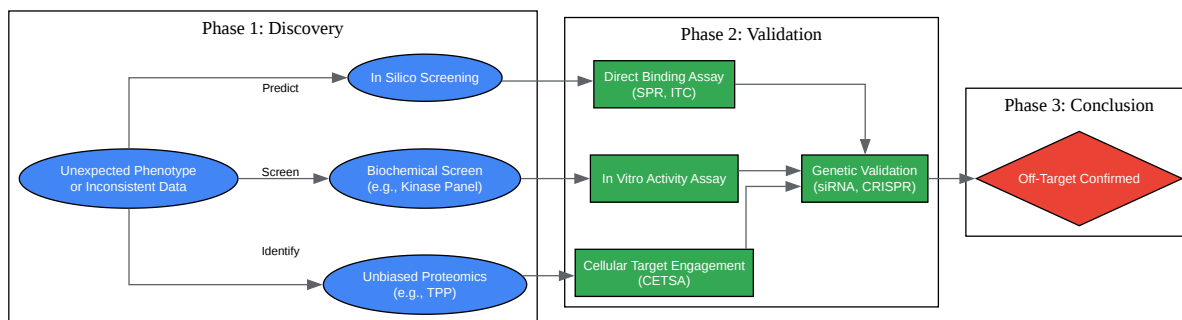 Phase 1: Discovery
Unexpected Phenotype
or Inconsistent Data
Predict
Screen
Identify
In Silico Screening
Biochemical Screen
(e.g., Kinase Panel)
Unbiased Proteomics
(e.g., TPP)
Phase 2: Validation
Direct Binding Assay
(SPR, ITC)
In Vitro Activity Assay
Cellular Target Engagement
(CETSA)
Genetic Validation
(siRNA, CRISPR)
Phase 3: Conclusion
Off-Target Confirmed